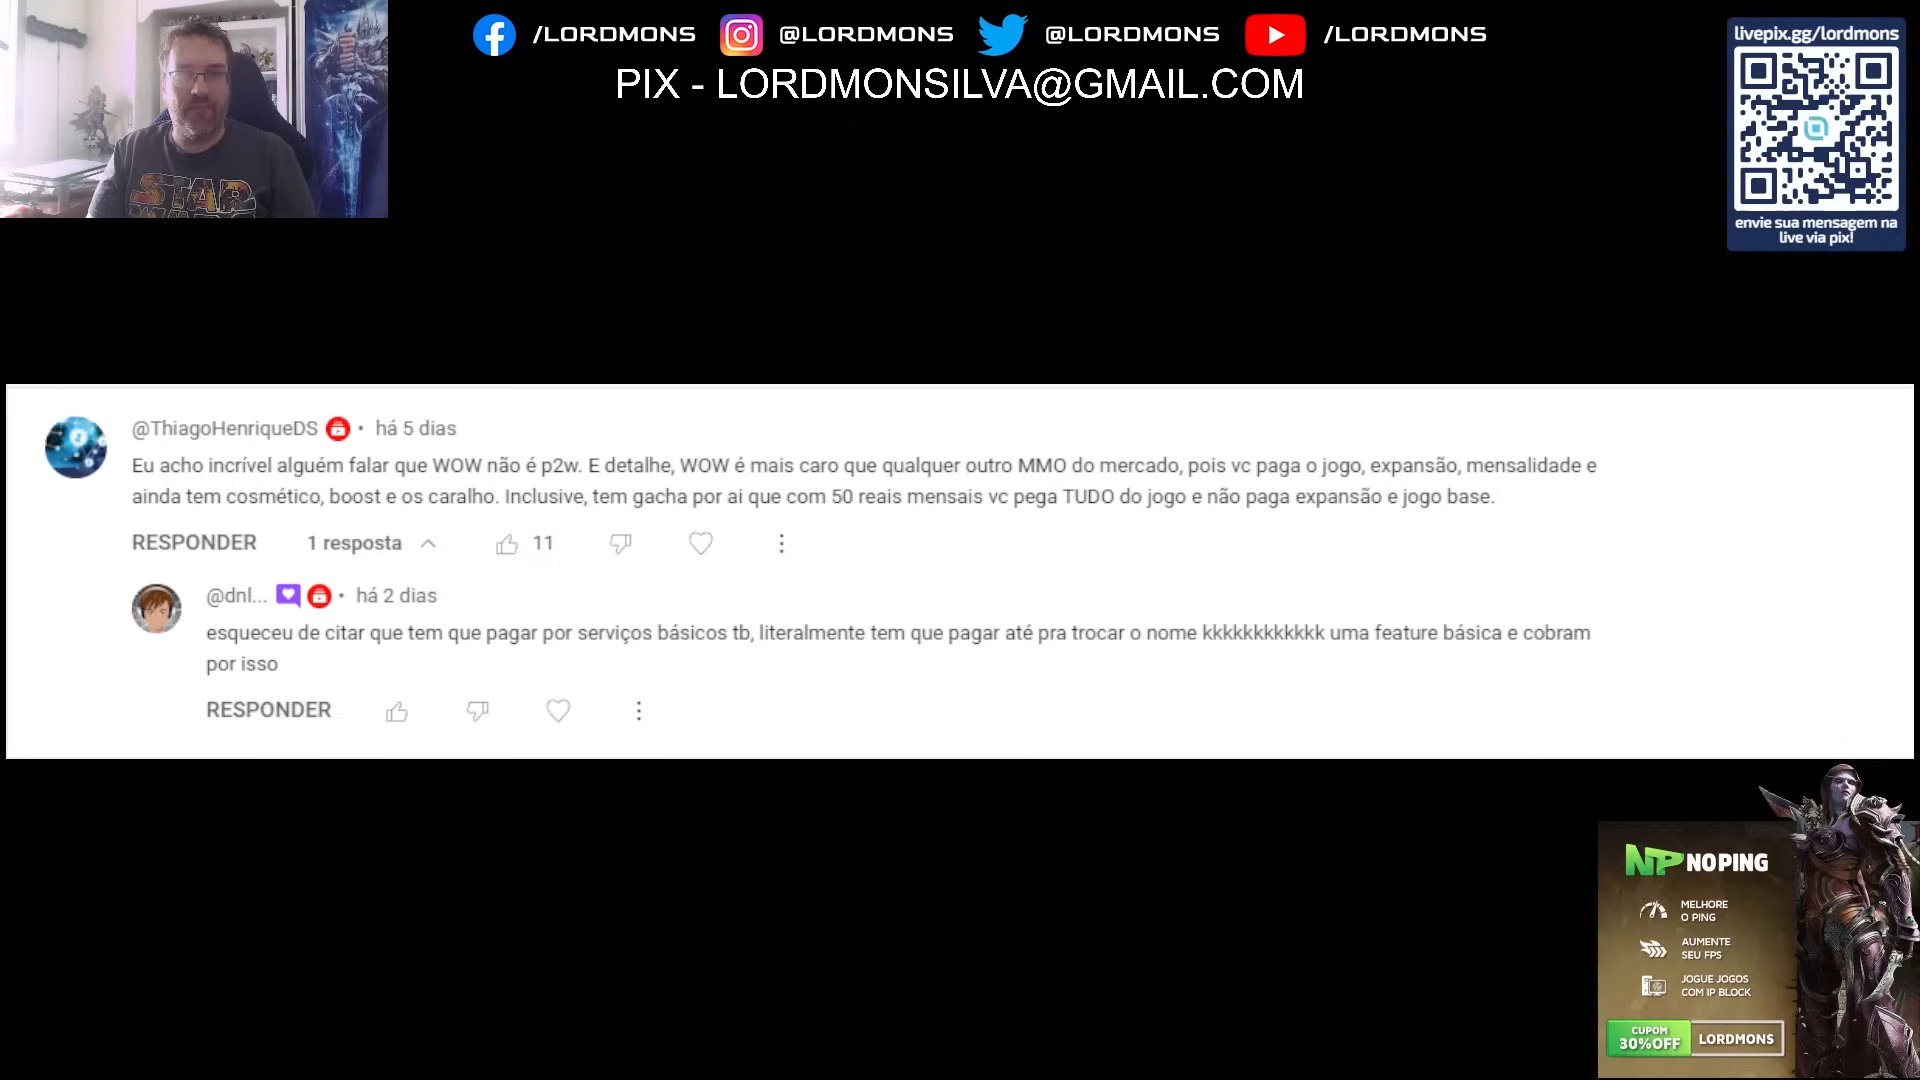 /LORDMONS
@LORDMONS
@LORDMONS
/LORDMONS
PIX - LORDMONSILVA@GMAIL.COM
livepix.gg/lordmons
envie sua mensagem na
live via pix!
STAR
@ThiagoHenriqueDS • há 5 dias
Eu acho incrível alguém falar que WOW não é p2w. E detalhe, WOW é mais caro que qualquer outro MMO do mercado, pois vc paga o jogo, expansão, mensalidade e
ainda tem cosmético, boost e os caralho. Inclusive, tem gacha por ai que com 50 reais mensais vc pega TUDO do jogo e não paga expansão e jogo base.
RESPONDER 1 resposta 11
@dnl... • há 2 dias
esqueceu de citar que tem que pagar por serviços básicos tb, literalmente tem que pagar até pra trocar o nome kkkkkkkkkkkk uma feature básica e cobram
por isso
RESPONDER
NP NOPING
MELHORE
O PING
AUMENTE
SEU FPS
JOGUE JOGOS
COM IP BLOCK
CUPOM
30%OFF
LORDMONS